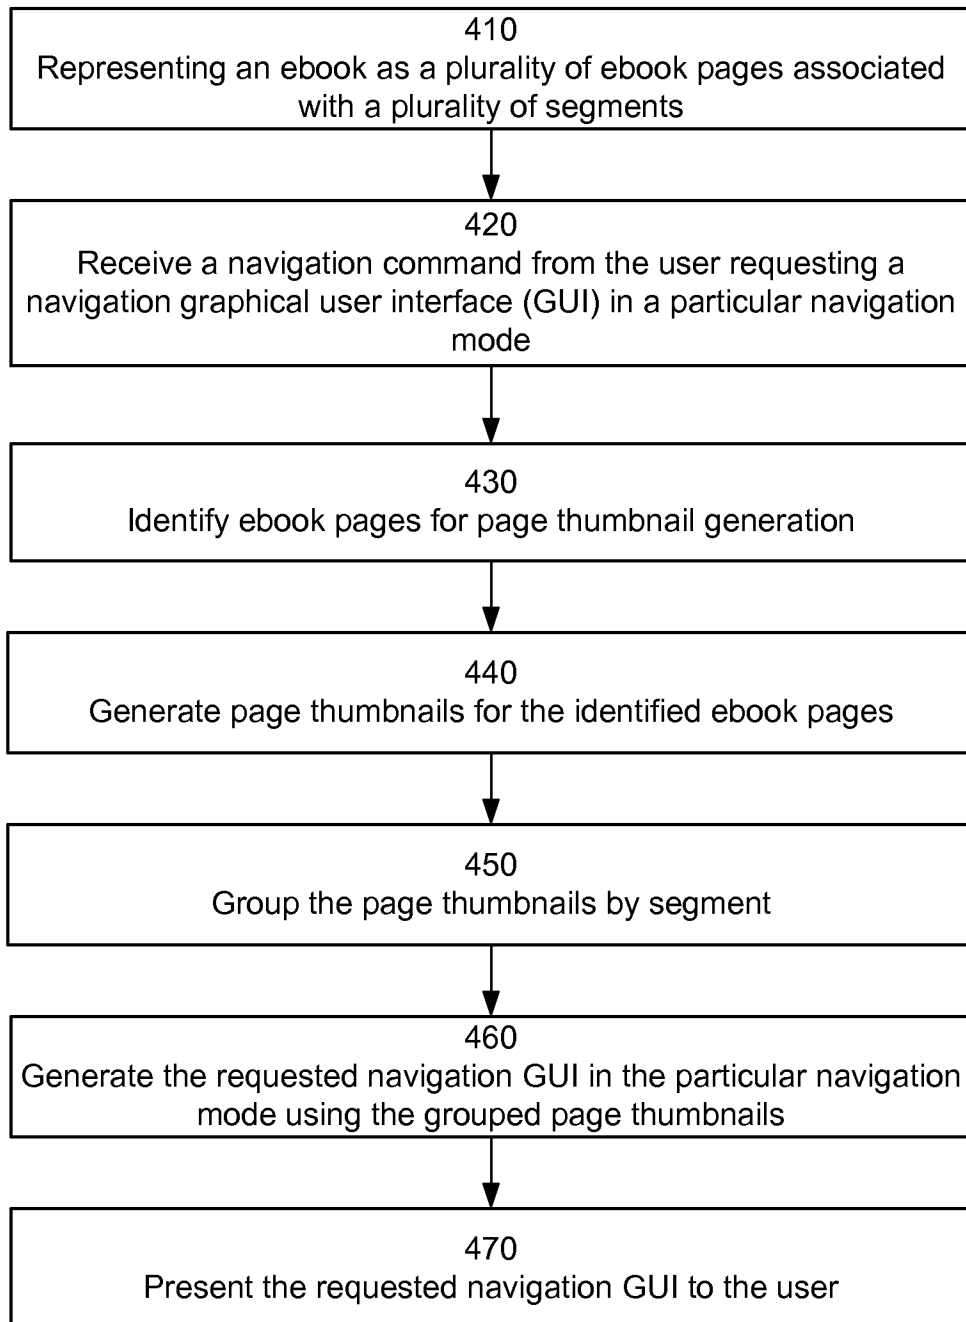 410
Representing an ebook as a plurality of ebook pages associated
with a plurality of segments
420
Receive a navigation command from the user requesting a
navigation graphical user interface (GUI) in a particular navigation
mode
430
Identify ebook pages for page thumbnail generation
440
Generate page thumbnails for the identified ebook pages
450
Group the page thumbnails by segment
460
Generate the requested navigation GUI in the particular navigation
mode using the grouped page thumbnails
470
Present the requested navigation GUI to the user